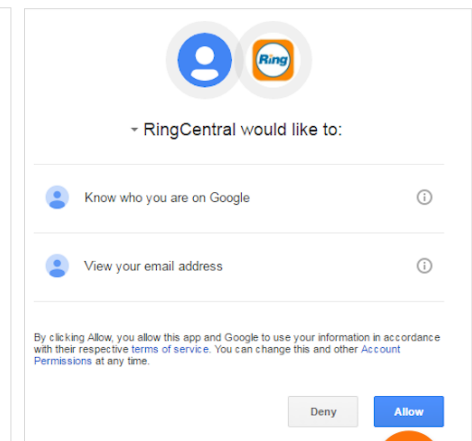 Ring
RingCentral would like to:
Know who you are on Google
View your email address
By clicking Allow, you allow this app and Google to use your information in accordance
with their respective terms of service. You can change this and other Account
Permissions at any time.
Deny
Allow